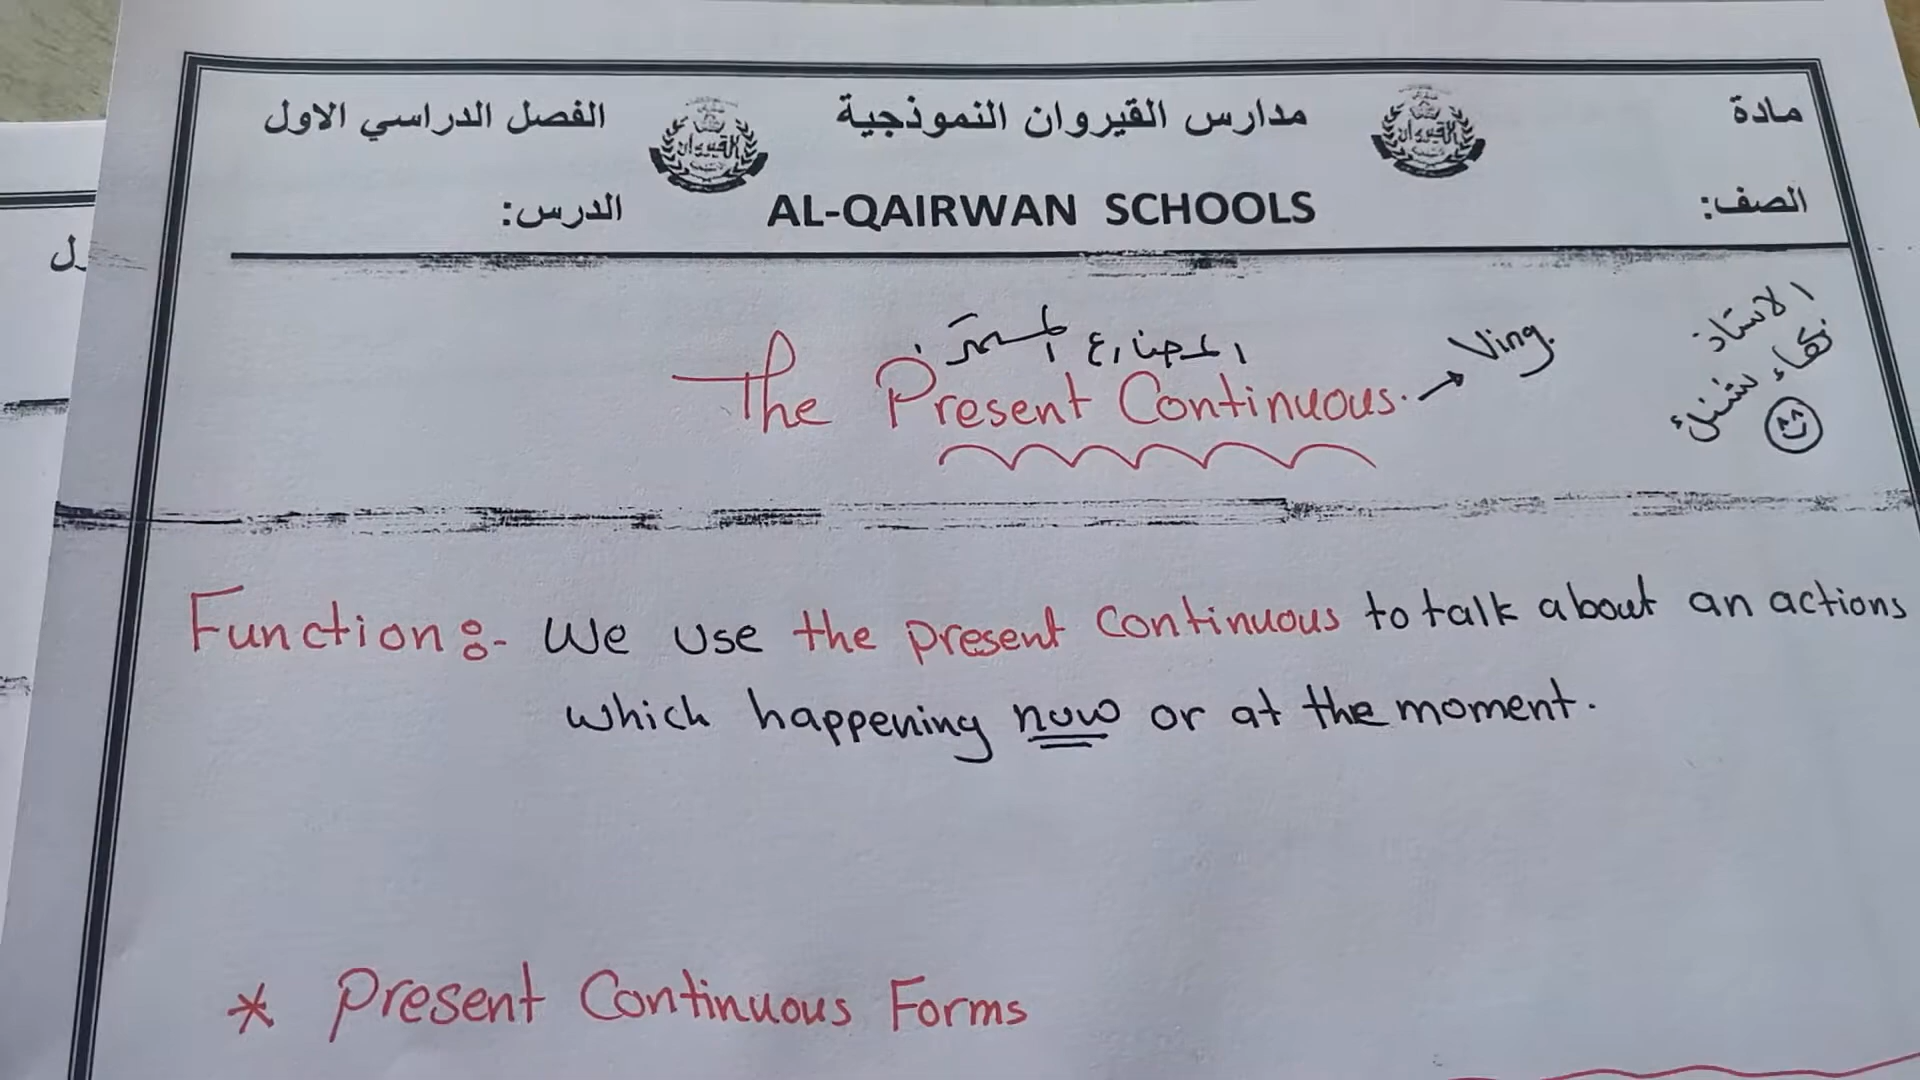 مادة
مدارس القيروان النموذجية
الفصل الدراسي الاول
الصف:
AL-QAIRWAN SCHOOLS
الدرس:
المضارع المستمر
The Present Continuous. → Ving.
الاستاذ
Function:- We use the present continuous to talk about an actions
which happening now or at the moment.
* Present Continuous Forms